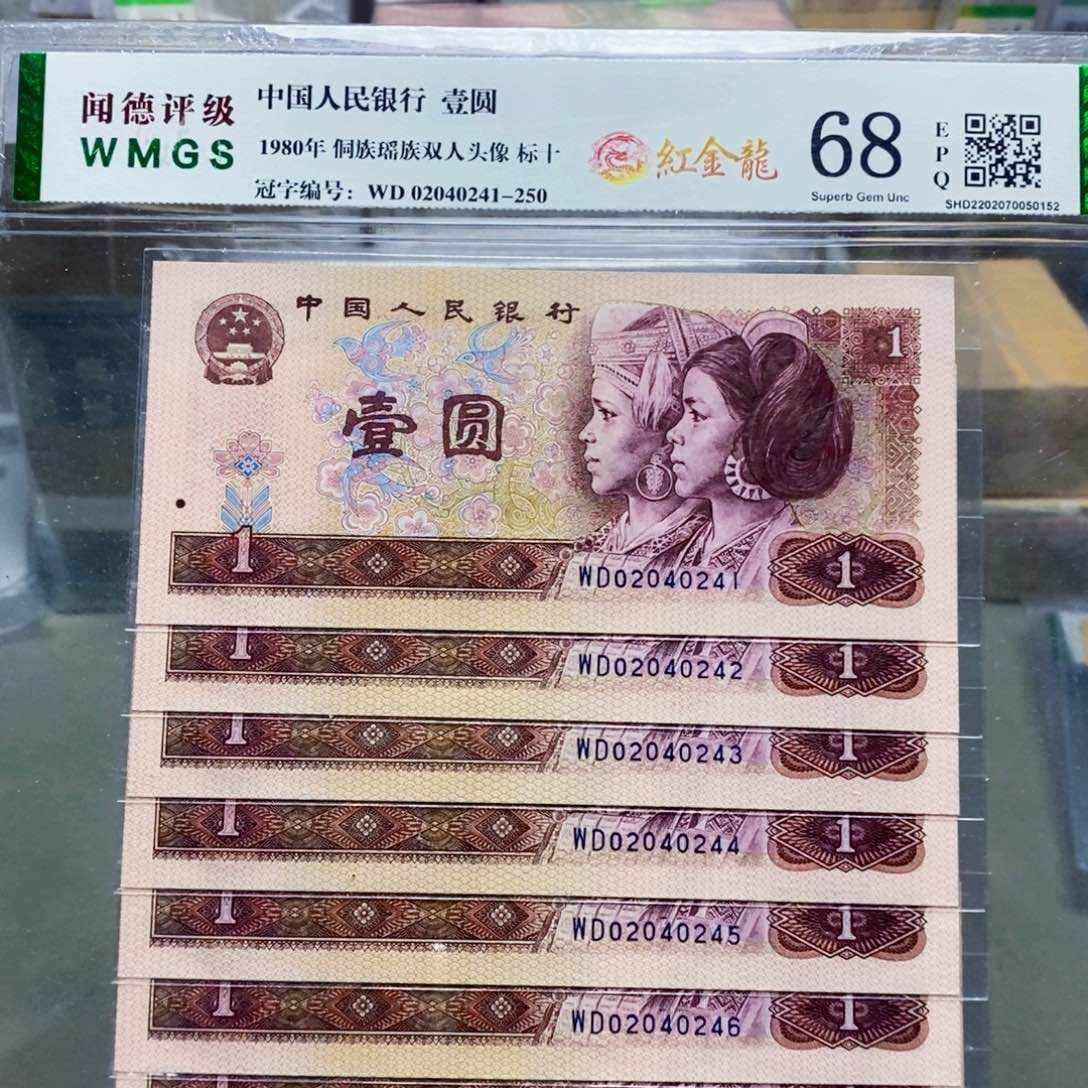 闻德评级
WMGS
中国人民银行 壹圆
1980年 侗族瑶族双人头像 标十
冠字编号：WD 02040241-250
紅金龍
68
Superb Gem Unc
EPQ
SHD2202070050152
中国人民银行
1
壹圆
1
WD02040241
1
1
WD02040242
1
1
WD02040243
1
1
WD02040244
1
1
WD02040245
1
1
WD02040246
1